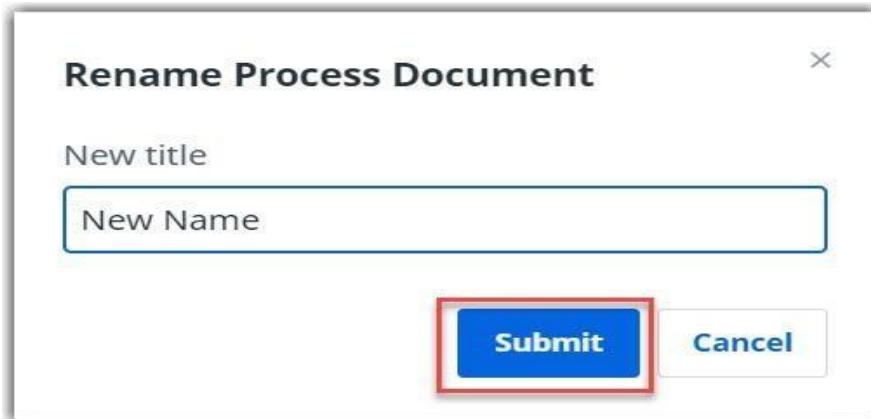 Rename Process Document
New title
New Name
Submit Cancel